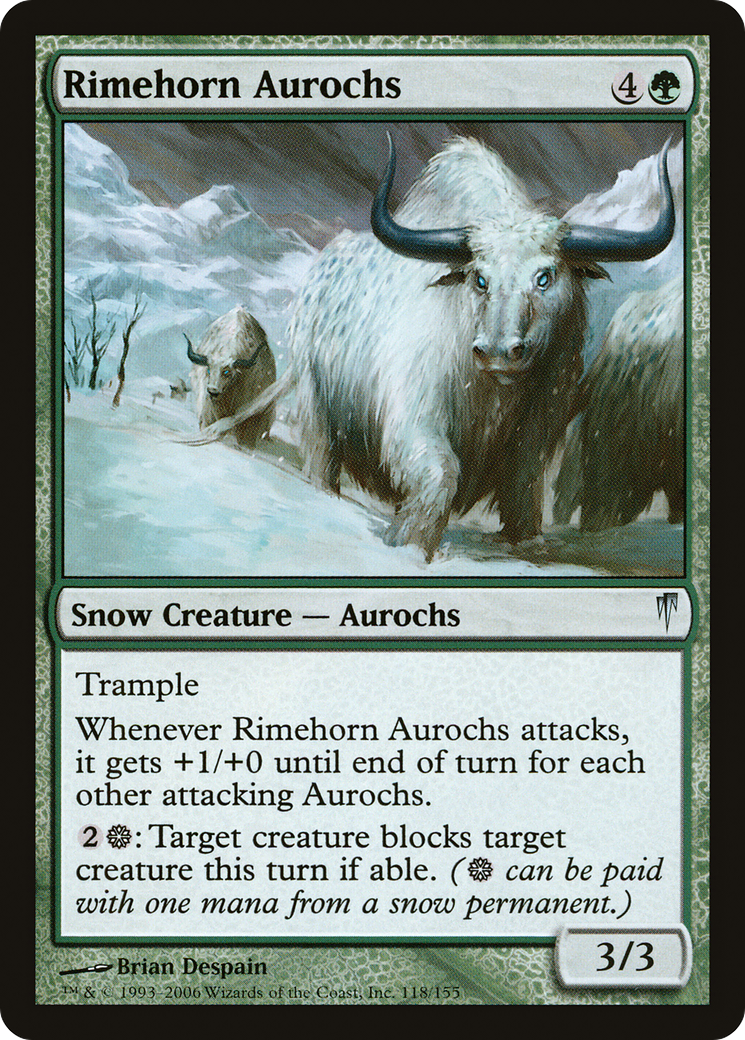 Rimehorn Aurochs 4
Snow Creature — Aurochs
Trample
Whenever Rimehorn Aurochs attacks,
it gets +1/+0 until end of turn for each
other attacking Aurochs.
2: Target creature blocks target
creature this turn if able. ( can be paid
with one mana from a snow permanent.)
3/3
Brian Despain
™ & © 1993–2006 Wizards of the Coast, Inc. 118/155